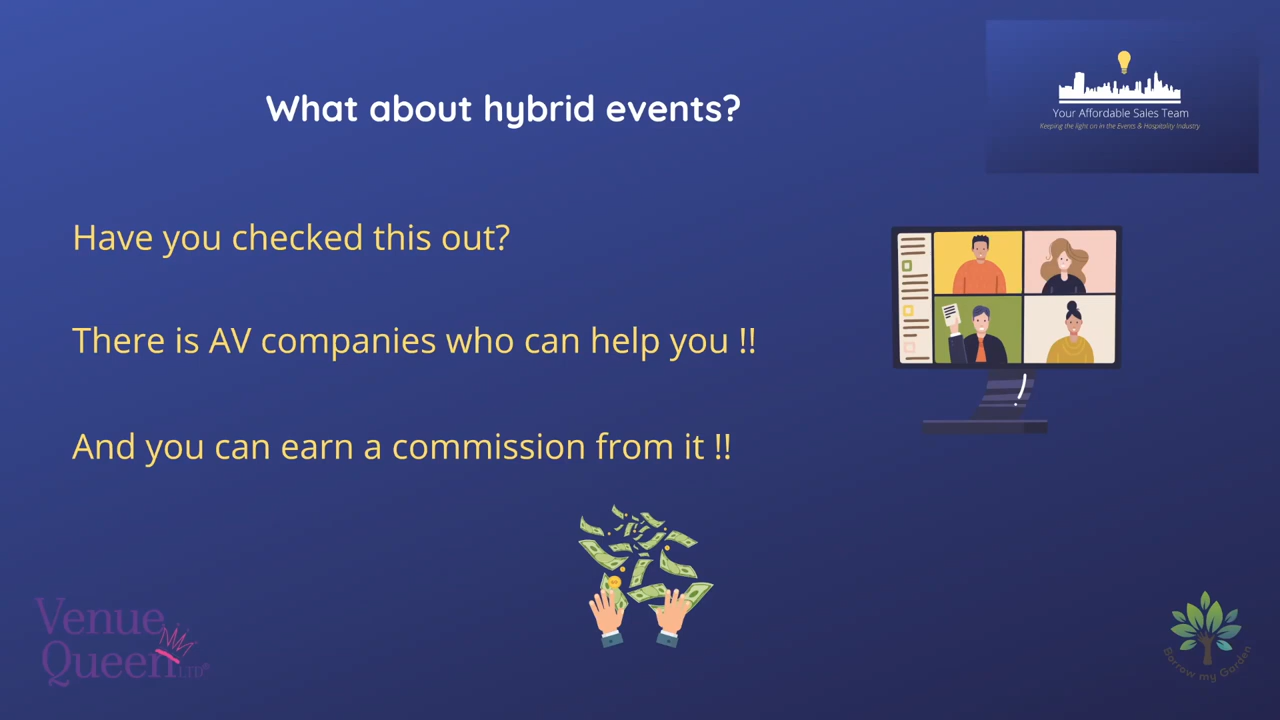 What about hybrid events?
Your Affordable Sales Team
Keeping the light on in the Events & Hospitality Industry
Have you checked this out?
There is AV companies who can help you !!
And you can earn a commission from it !!
Venue
Queen LTD®
Borrow my Garden